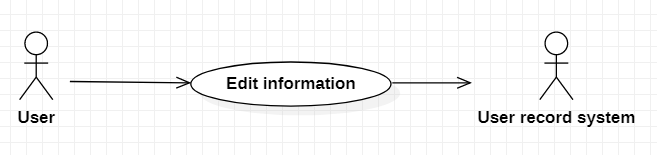 Edit information
User
User record system